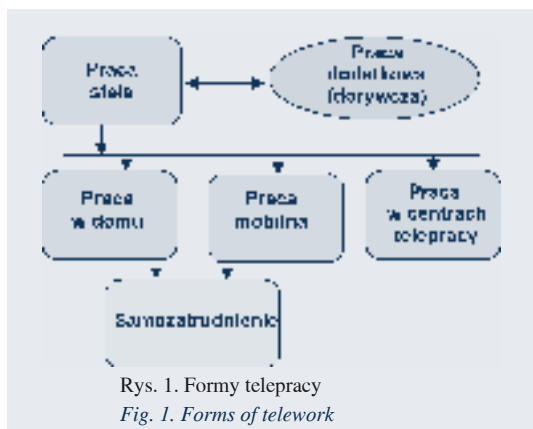 Praca
stała
Praca
dodatkowa
(dorywcza)
Praca
w domu
Praca
mobilna
Praca
w centrach
telepracy
Samozatrudnienie
Rys. 1. Formy telepracy
Fig. 1. Forms of telework